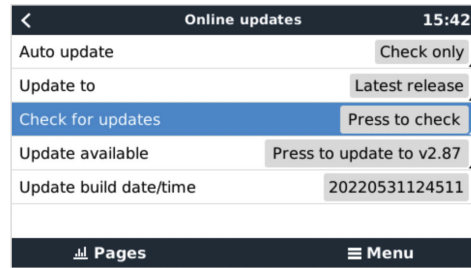 Online updates 15:42
Auto update Check only
Update to Latest release
Check for updates Press to check
Update available Press to update to v2.87
Update build date/time 20220531124511
Pages Menu